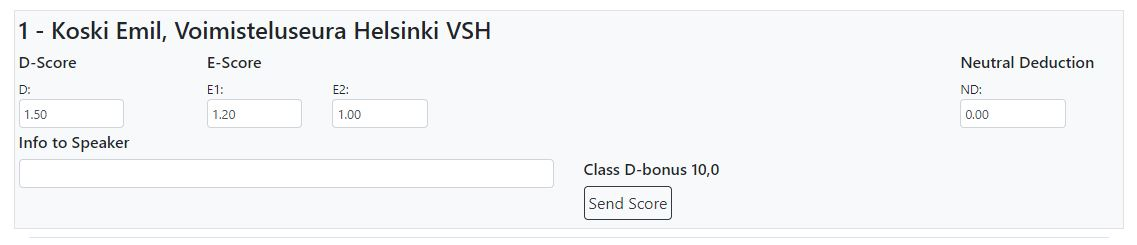 1 - Koski Emil, Voimisteluseura Helsinki VSH
D-Score E-Score Neutral Deduction
D: E1: E2: ND:
1.50 1.20 1.00 0.00
Info to Speaker
Class D-bonus 10,0
Send Score